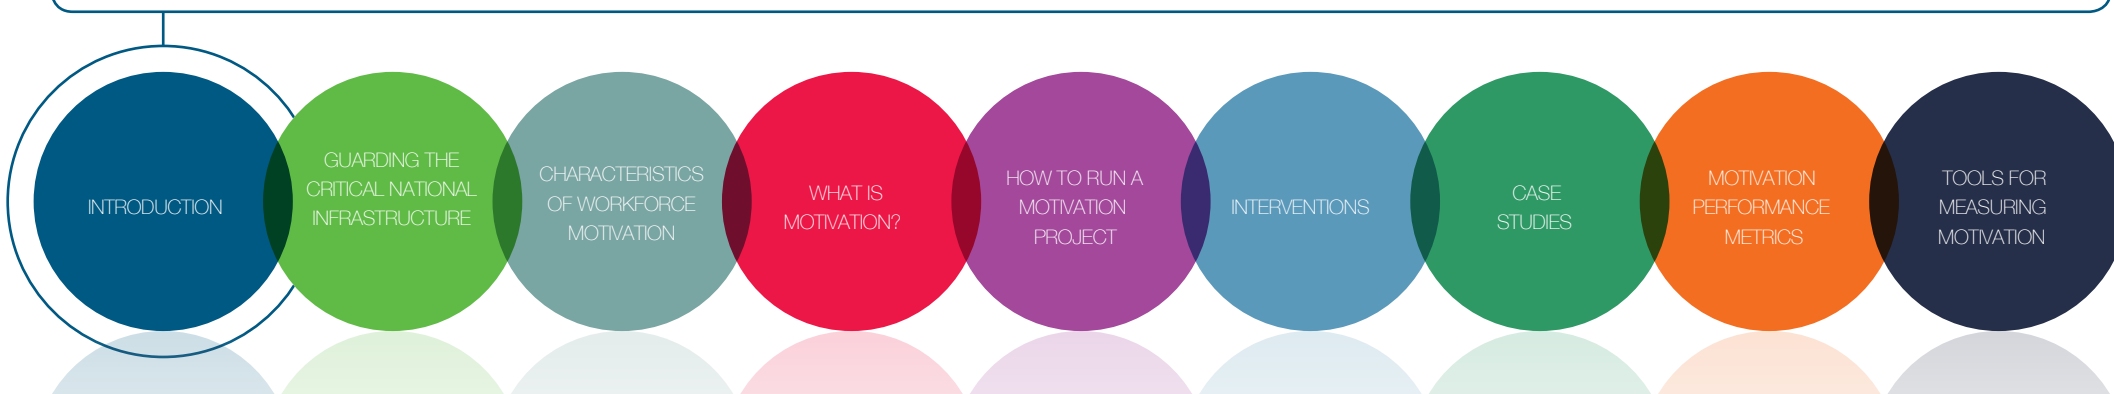 INTRODUCTION
GUARDING THE
CRITICAL NATIONAL
INFRASTRUCTURE
CHARACTERISTICS
OF WORKFORCE
MOTIVATION
WHAT IS
MOTIVATION?
HOW TO RUN A
MOTIVATION
PROJECT
INTERVENTIONS
CASE
STUDIES
MOTIVATION
PERFORMANCE
METRICS
TOOLS FOR
MEASURING
MOTIVATION